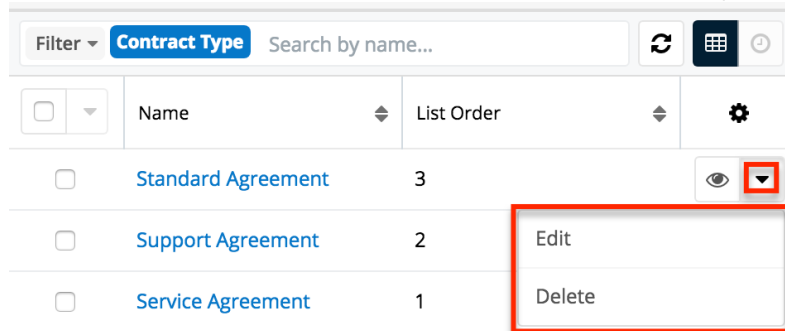 Filter Contract Type Search by name...
Name List Order
Standard Agreement 3
Support Agreement 2 Edit
Service Agreement 1 Delete